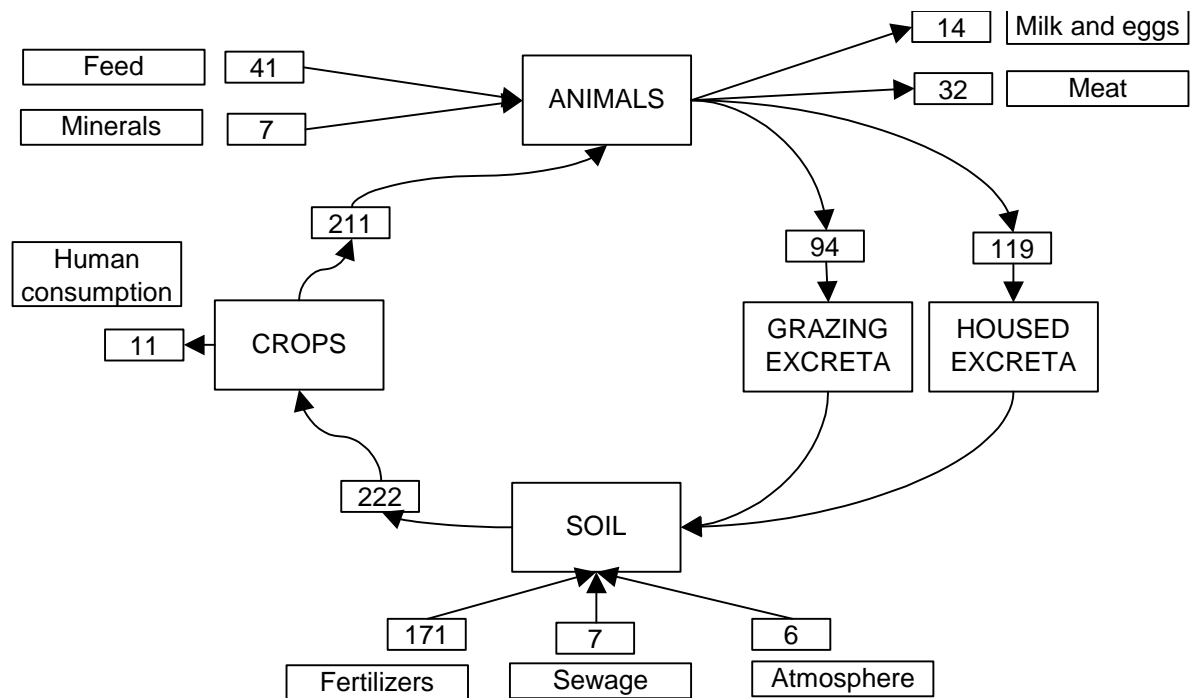 14
Milk and eggs
Feed
41
ANIMALS
32
Meat
Minerals
7
211
94
119
Human
consumption
11
CROPS
GRAZING
EXCRETA
HOUSED
EXCRETA
222
SOIL
171
7
6
Fertilizers
Sewage
Atmosphere